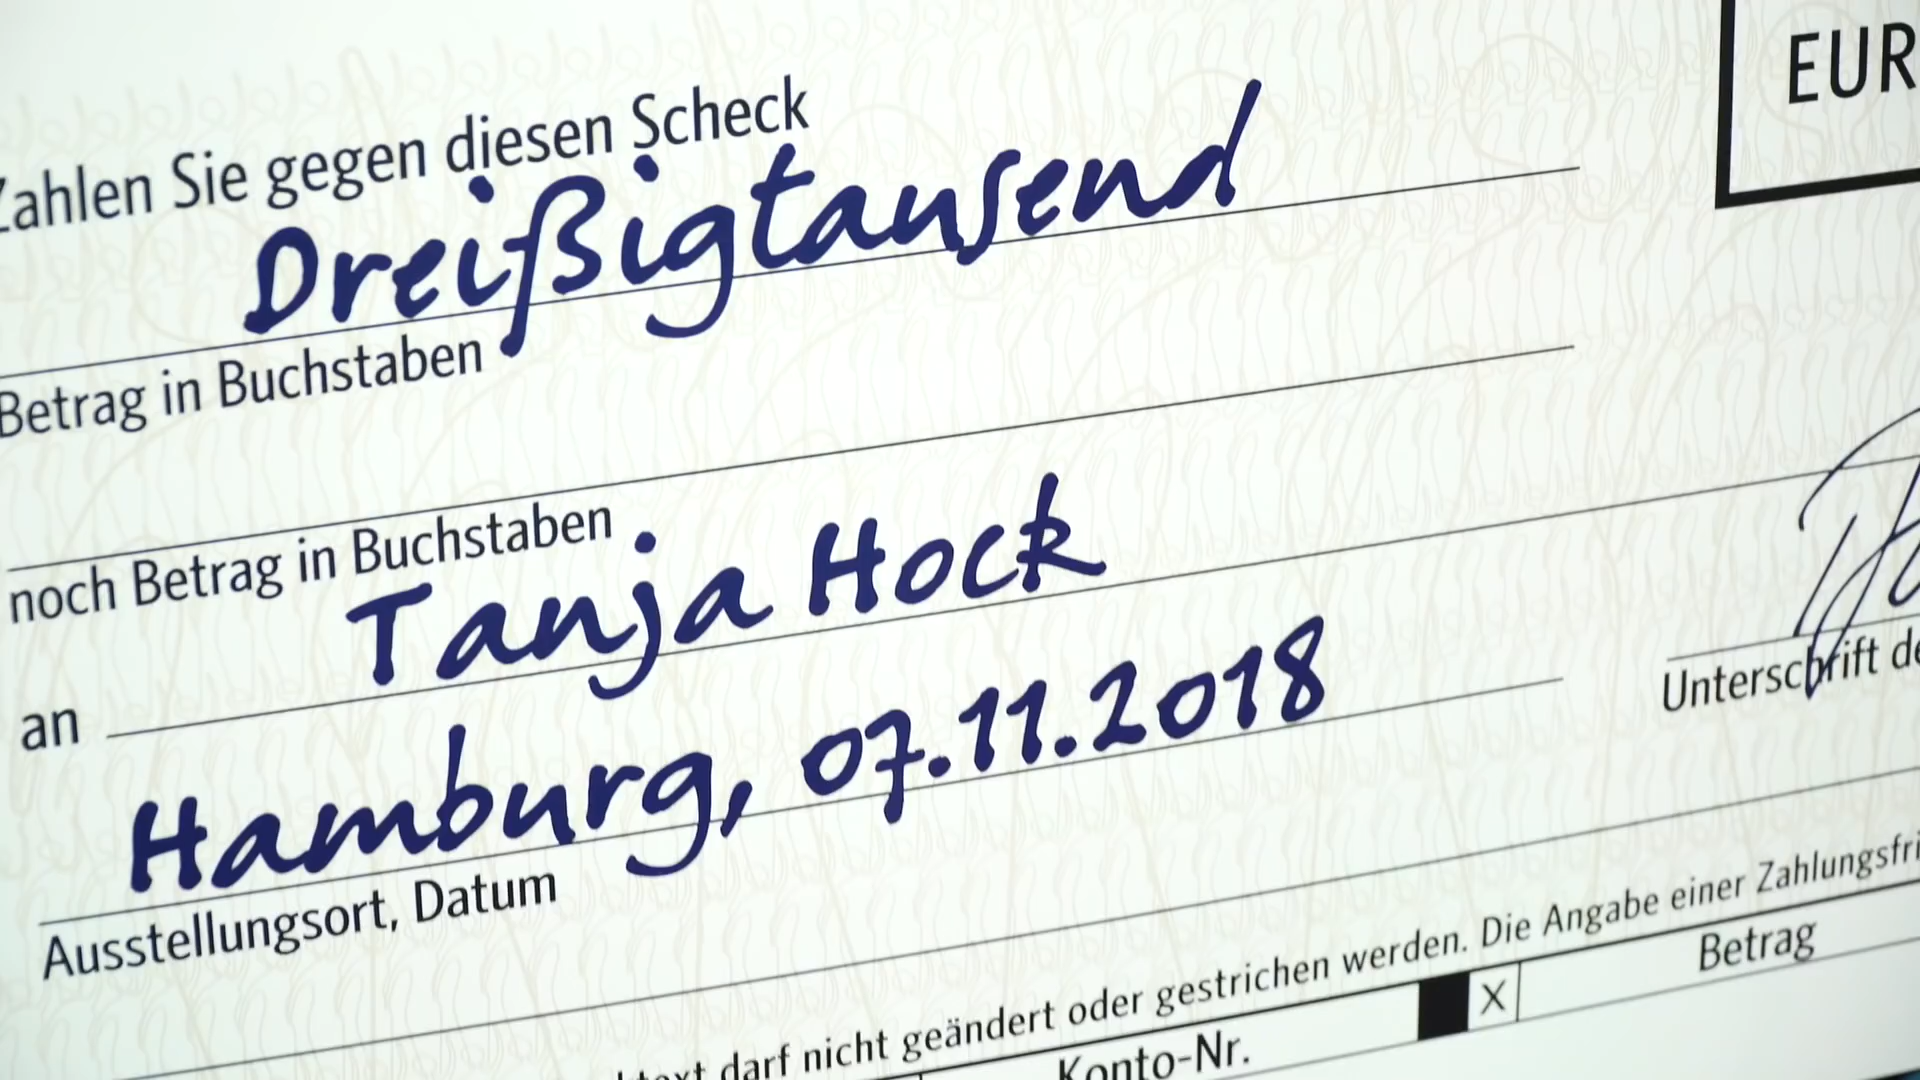 Zahlen Sie gegen diesen Scheck
EUR
Dreißigtausend
Betrag in Buchstaben
noch Betrag in Buchstaben
an Tanja Hock
Hamburg, 07.11.2018
Ausstellungsort, Datum
Unterschrift
darf nicht geändert oder gestrichen werden. Die Angabe einer
Konto-Nr. X Betrag